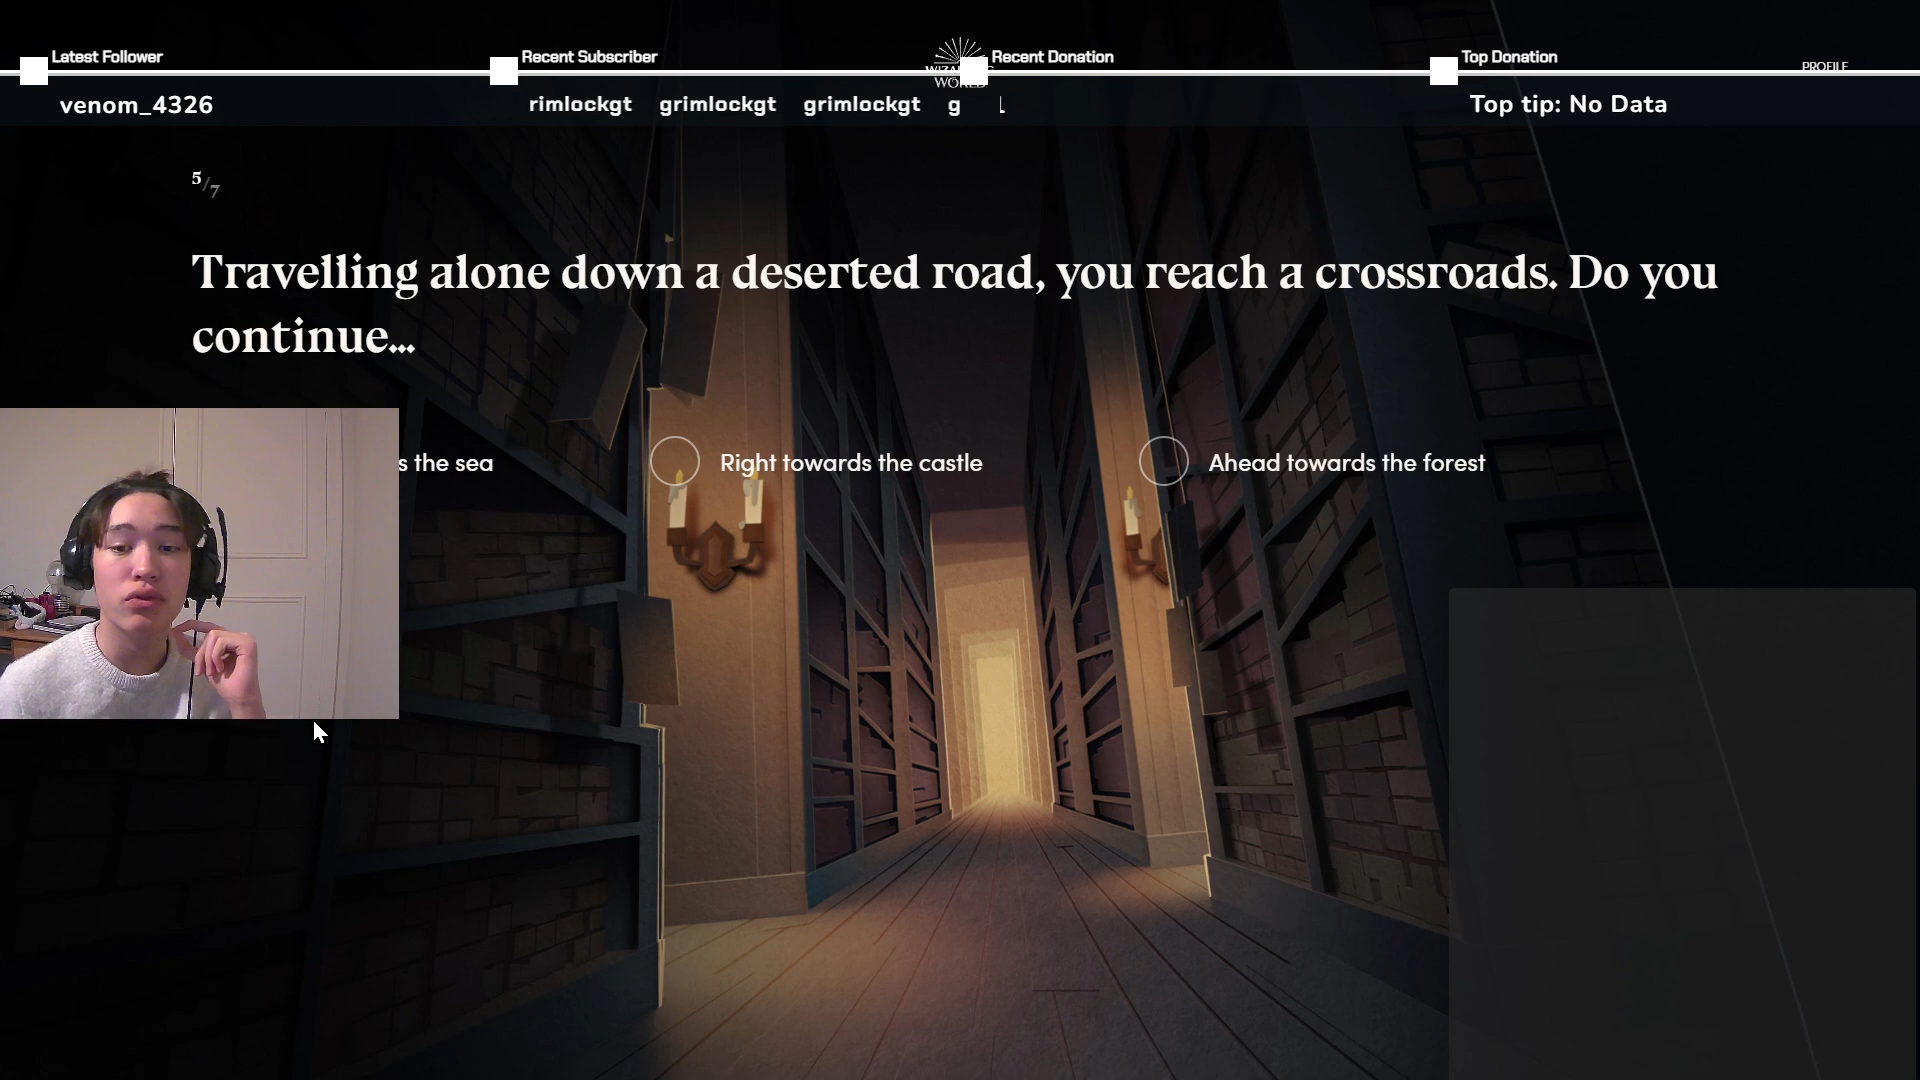 Latest Follower
Recent Subscriber
Recent Donation
Top Donation
PROFILE
WORLD
venom_4326
rimlockgt grimlockgt grimlockgt g
Top tip: No Data
5/7
Travelling alone down a deserted road, you reach a crossroads. Do you
continue...
s the sea
Right towards the castle
Ahead towards the forest